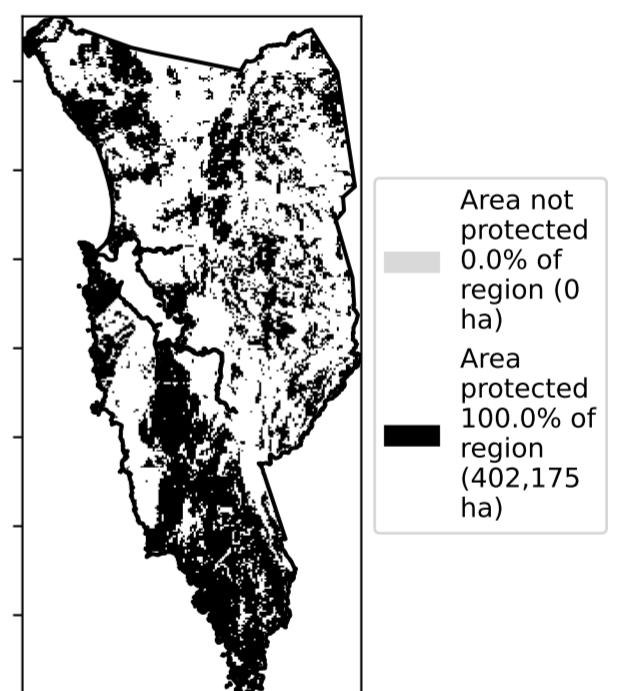 Area not
protected
0.0% of
region (0
ha)
Area
protected
100.0% of
region
(402,175
ha)